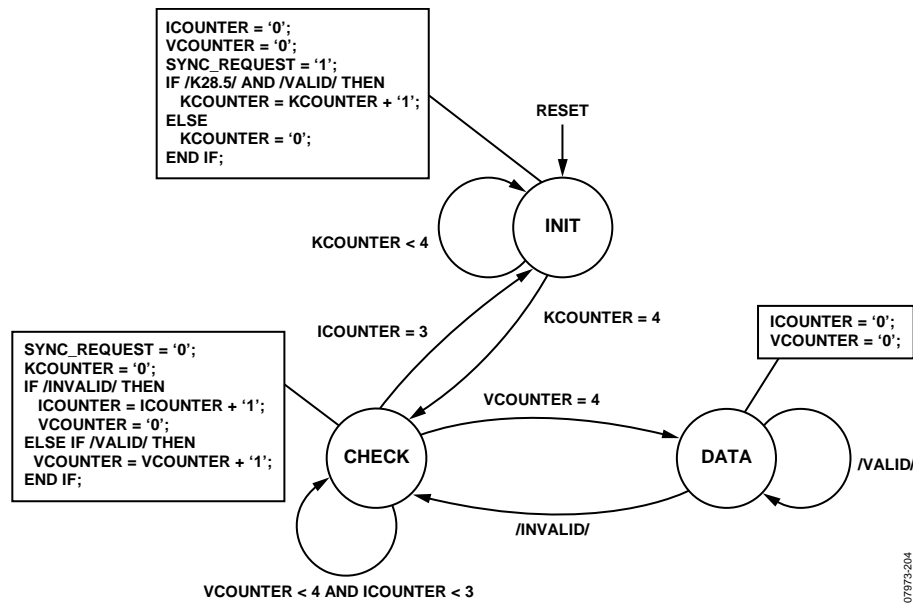 ICOUNTER = ‘0’;
VCOUNTER = ‘0’;
SYNC_REQUEST = ‘1’;
IF /K28.5/ AND /VALID/ THEN
KCOUNTER = KCOUNTER + ‘1’;
ELSE
KCOUNTER = ‘0’;
END IF;
RESET
INIT
KCOUNTER < 4
ICOUNTER = 3
KCOUNTER = 4
ICOUNTER = ‘0’;
VCOUNTER = ‘0’;
SYNC_REQUEST = ‘0’;
KCOUNTER = ‘0’;
IF /INVALID/ THEN
ICOUNTER = ICOUNTER + ‘1’;
VCOUNTER = ‘0’;
ELSE IF /VALID/ THEN
VCOUNTER = VCOUNTER + ‘1’;
END IF;
VCOUNTER = 4
CHECK
DATA
/VALID/
/INVALID/
VCOUNTER < 4 AND ICOUNTER < 3
07973-204